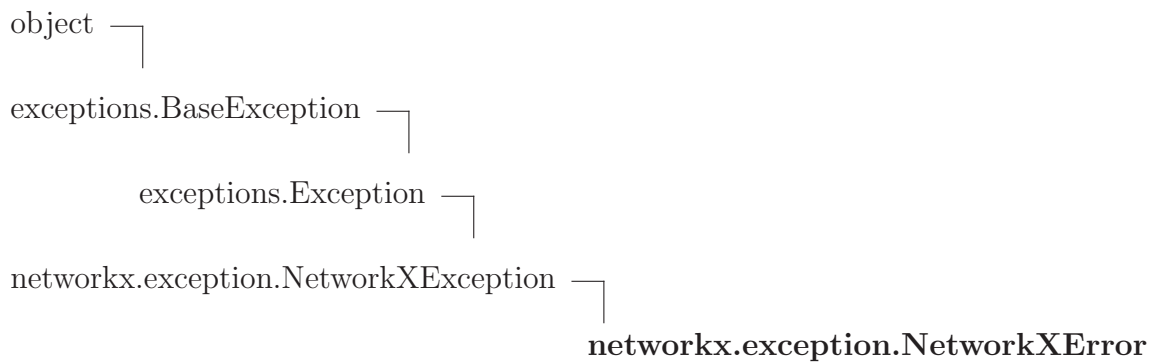 object
exceptions.BaseException
exceptions.Exception
networkx.exception.NetworkXException
networkx.exception.NetworkXError